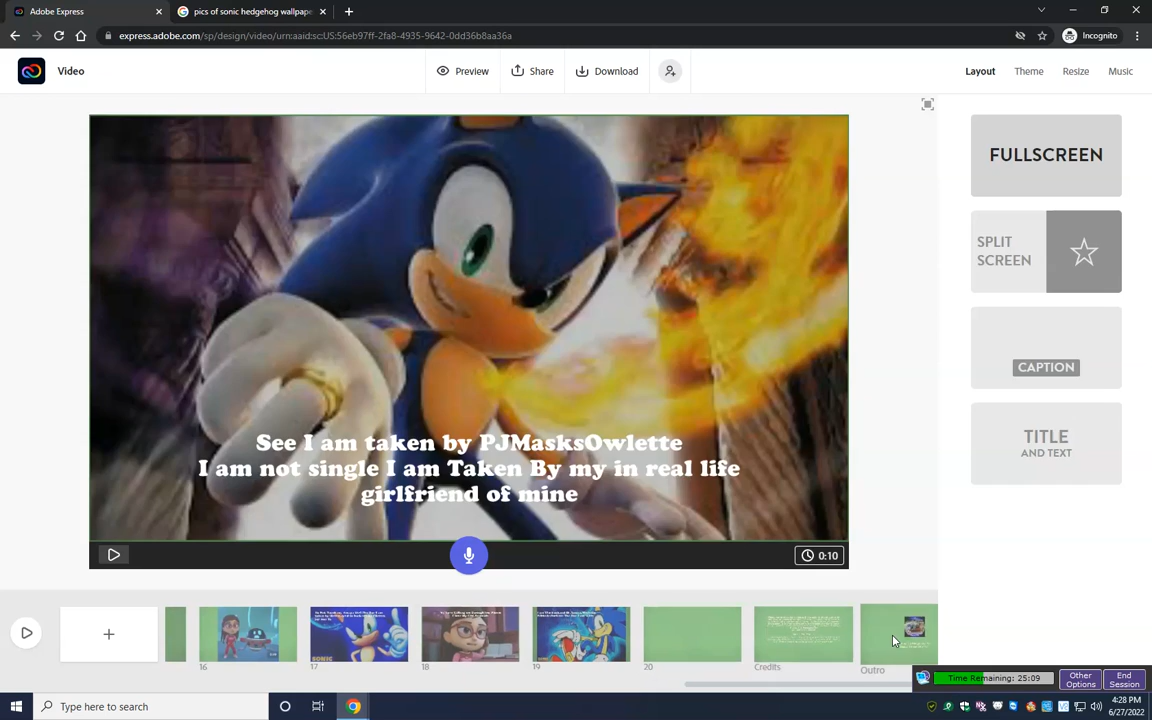 Adobe Express
pics of sonic hedgehog wallpape
express.adobe.com/sp/design/video/urn:aaid:sc:US:56eb97ff-2fa8-4935-9642-0dd36b8aa36a
Incognito
Video
Preview
Share
Download
Layout
Theme
Resize
Music
FULLSCREEN
SPLIT
SCREEN
CAPTION
TITLE
AND TEXT
See I am taken by PJMasksOwlette
I am not single I am Taken By my in real life
girlfriend of mine
0:10
16
17
18
19
20
Credits
Outro
SONIC
Time Remaining: 25:09
Other
Options
End
Session
Type here to search
4:28 PM
6/27/2022